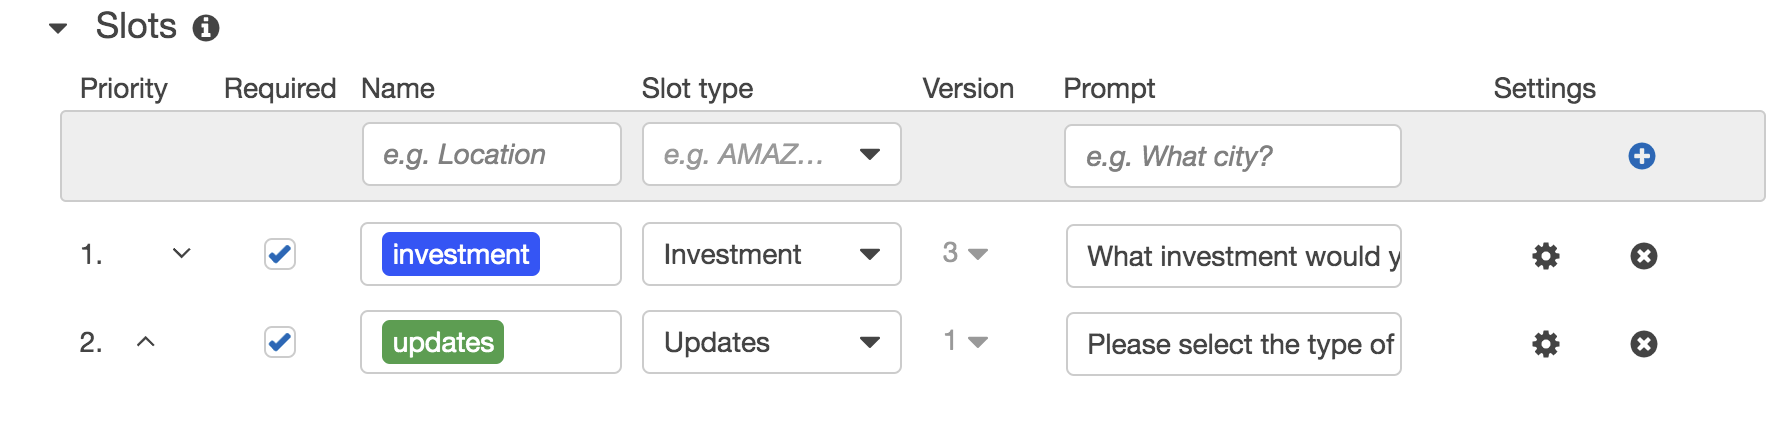 Slots
Priority Required Name Slot type Version Prompt Settings
e.g. Location e.g. AMAZ... e.g. What city?
1. investment Investment 3 What investment would y
2. updates Updates 1 Please select the type of